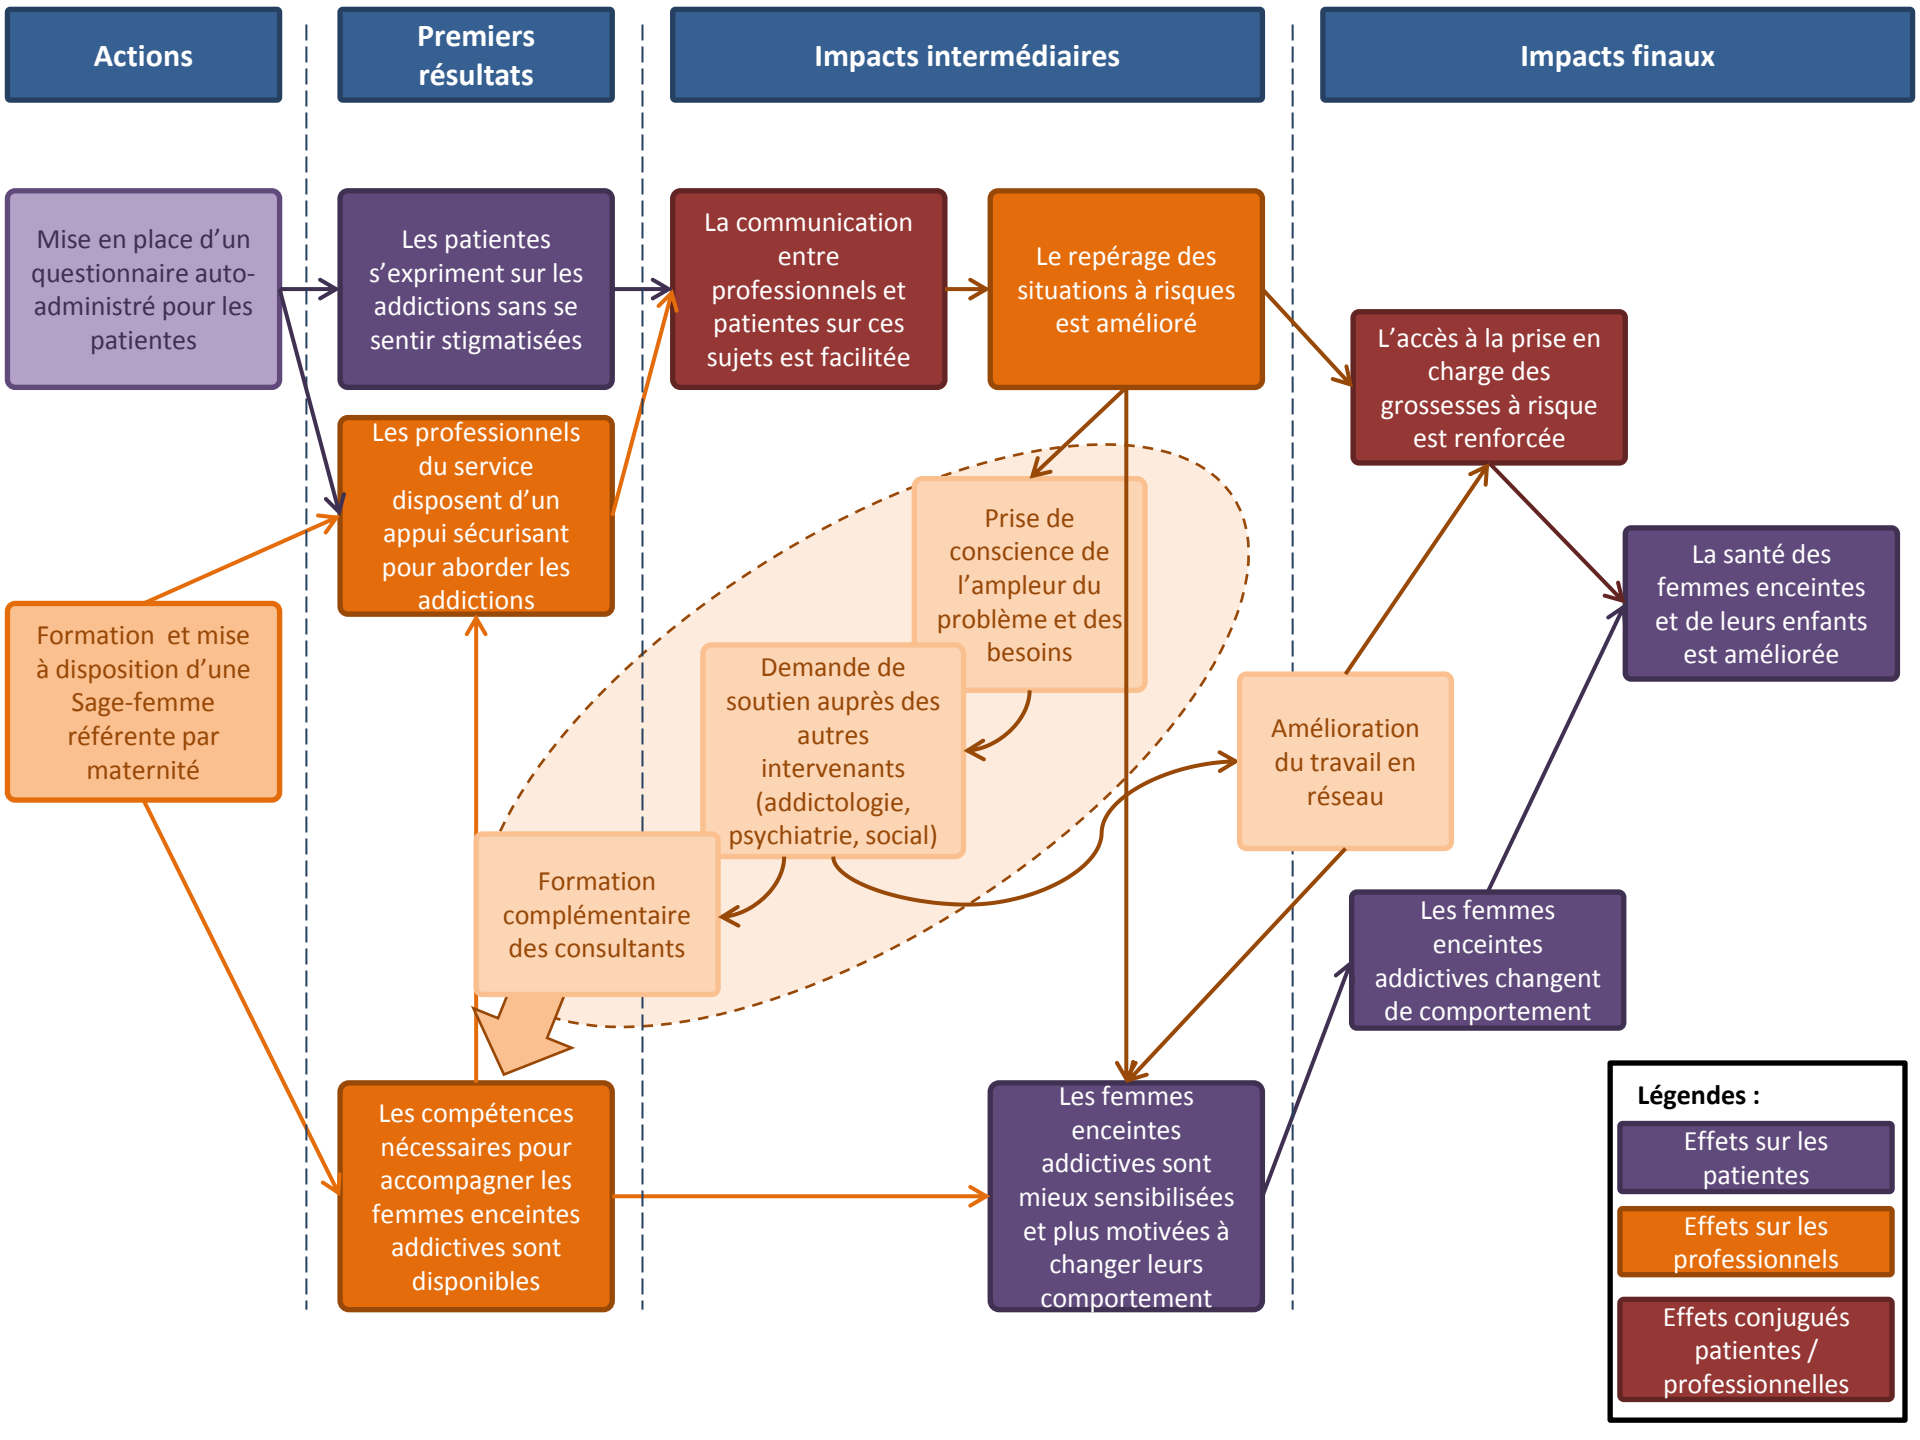 Actions
Premiers
résultats
Impacts intermédiaires
Impacts finaux
Mise en place d’un
questionnaire auto-
administré pour les
patientes
Les patientes
s’expriment sur les
addictions sans se
sentir stigmatisées
La communication
entre
professionnels et
patientes sur ces
sujets est facilitée
Le repérage des
situations à risques
est amélioré
L’accès à la prise en
charge des
grossesses à risque
est renforcée
Les professionnels
du service
disposent d’un
appui sécurisant
pour aborder les
addictions
Prise de
conscience de
l’ampleur du
problème et des
besoins
La santé des
femmes enceintes
et de leurs enfants
est améliorée
Formation et mise
à disposition d’une
Sage-femme
référente par
maternité
Demande de
soutien auprès des
autres
intervenants
(addictologie,
psychiatrie, social)
Amélioration
du travail en
réseau
Formation
complémentaire
des consultants
Les femmes
enceintes
addictives changent
de comportement
Les compétences
nécessaires pour
accompagner les
femmes enceintes
addictives sont
disponibles
Les femmes
enceintes
addictives sont
mieux sensibilisées
et plus motivées à
changer leurs
comportement
Légendes :
Effets sur les
patientes
Effets sur les
professionnels
Effets conjugués
patientes /
professionnelles